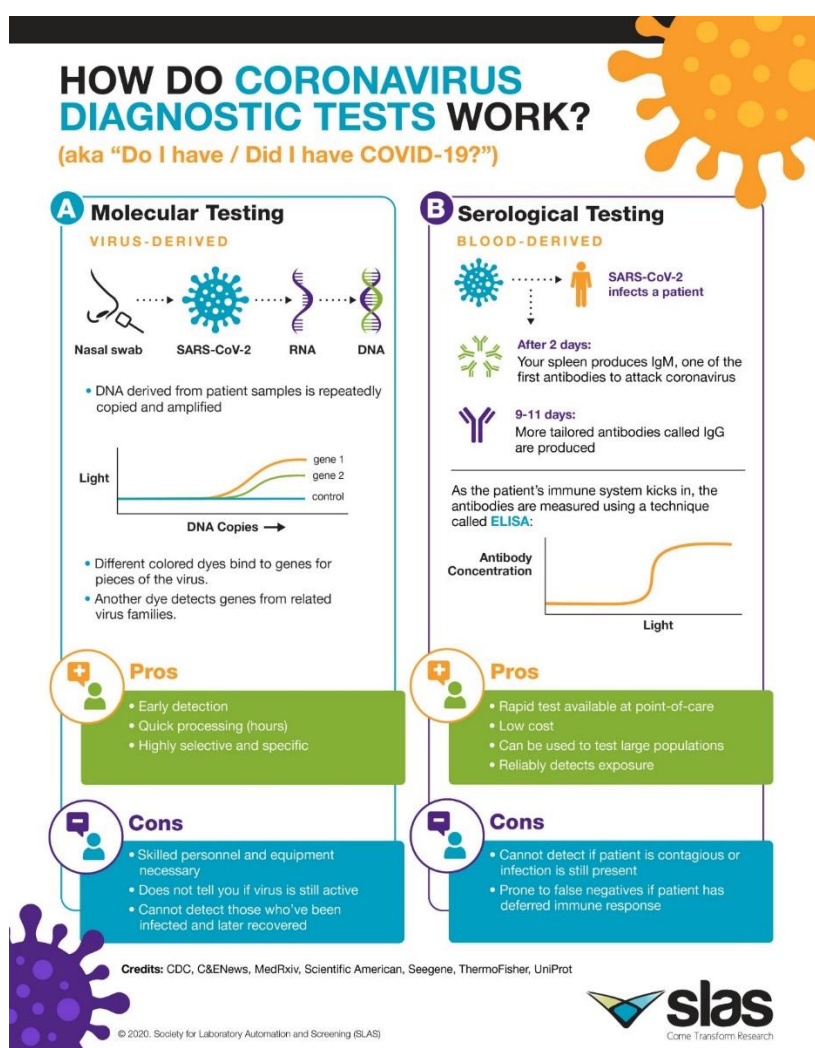 HOW DO CORONAVIRUS
DIAGNOSTIC TESTS WORK?
(aka “Do I have / Did I have COVID-19?”)
A Molecular Testing
VIRUS-DERIVED
Nasal swab
SARS-CoV-2
RNA
DNA
• DNA derived from patient samples is repeatedly
copied and amplified
Light
gene 1
gene 2
control
DNA Copies
• Different colored dyes bind to genes for
pieces of the virus.
• Another dye detects genes from related
virus families.
Pros
• Early detection
• Quick processing (hours)
• Highly selective and specific
Cons
• Skilled personnel and equipment
necessary
• Does not tell you if virus is still active
• Cannot detect those who’ve been
infected and later recovered
B Serological Testing
BLOOD-DERIVED
SARS-CoV-2
infects a patient
After 2 days:
Your spleen produces IgM, one of the
first antibodies to attack coronavirus
9-11 days:
More tailored antibodies called IgG
are produced
As the patient’s immune system kicks in, the
antibodies are measured using a technique
called ELISA:
Antibody
Concentration
Light
Pros
• Rapid test available at point-of-care
• Low cost
• Can be used to test large populations
• Reliably detects exposure
Cons
• Cannot detect if patient is contagious or
infection is still present
• Prone to false negatives if patient has
deferred immune response
Credits: CDC, C&ENews, MedRxiv, Scientific American, Seegene, ThermoFisher, UniProt
© 2020. Society for Laboratory Automation and Screening (SLAS)
slas
Come Transform Research